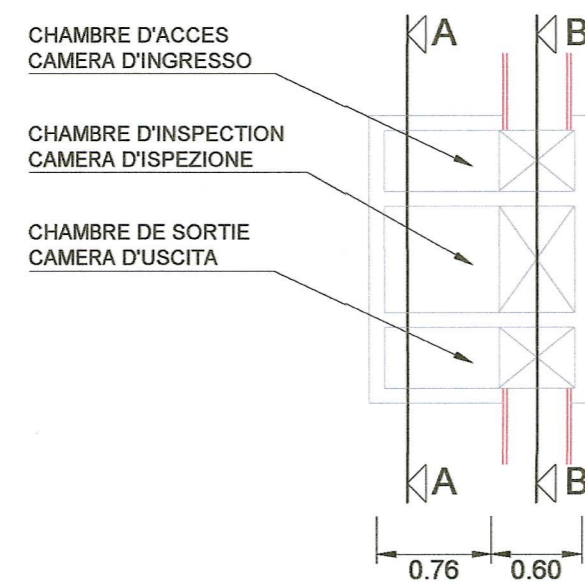 A B
CHAMBRE D'ACCES
CAMERA D'INGRESSO
CHAMBRE D'INSPECTION
CAMERA D'ISPEZIONE
CHAMBRE DE SORTIE
CAMERA D'USCITA
A B
0.76 0.60